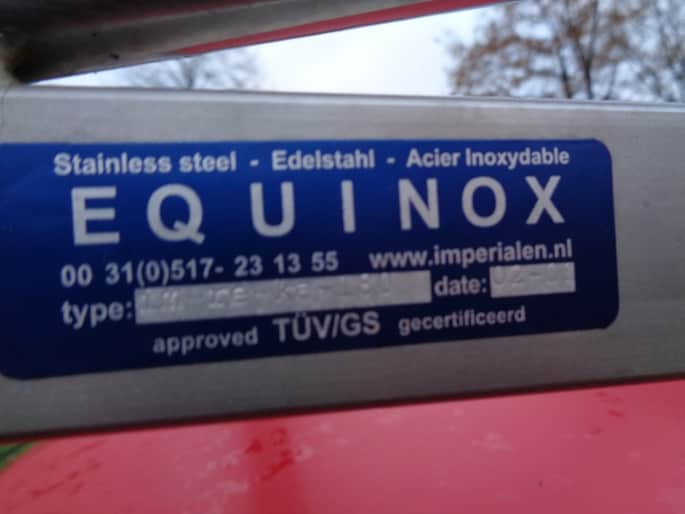 Stainless steel - Edelstahl - Acier Inoxydable
EQUINOX
00 31(0)517- 23 13 55 www.imperialen.nl
type: date:
approved TÜV/GS gecertificeerd